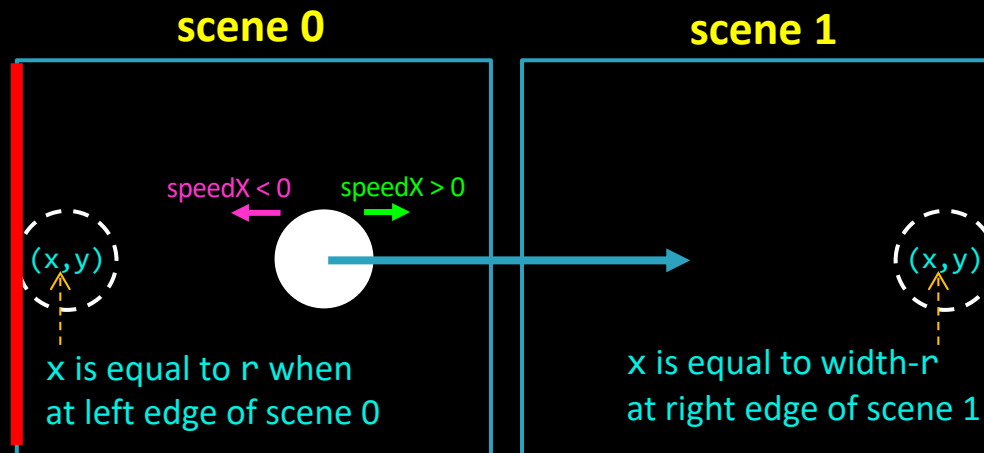 scene 0
scene 1
speedX < 0
speedX > 0
(x,y)
(x,y)
x is equal to r when
at left edge of scene 0
x is equal to width-r
at right edge of scene 1